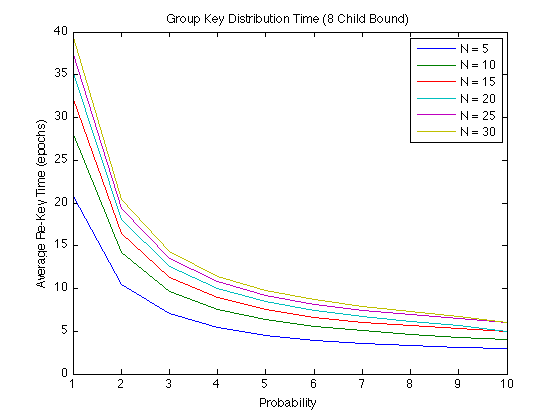 Group Key Distribution Time (8 Child Bound)
40
35
30
25
20
15
10
5
0
Average Re-Key Time (epochs)
N = 5
N = 10
N = 15
N = 20
N = 25
N = 30
1 2 3 4 5 6 7 8 9 10
Probability